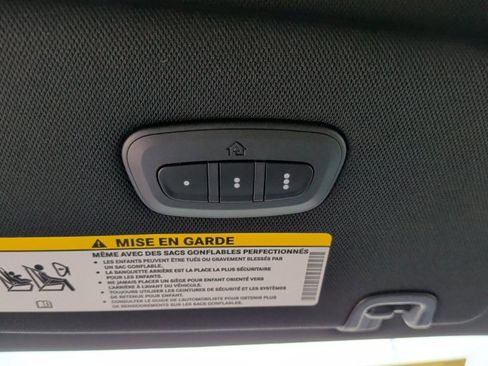 MISE EN GARDE
MÊME AVEC DES SACS GONFLABLES PERFECTIONNÉS
• LES ENFANTS PEUVENT ÊTRE TUÉS OU GRAVEMENT BLESSÉS PAR
UN SAC GONFLABLE.
• LA BANQUETTE ARRIÈRE EST LA PLACE LA PLUS SÉCURITAIRE
POUR LES ENFANTS.
• NE JAMAIS PLACER UN SIÈGE POUR ENFANT ORIENTÉ VERS
L'ARRIÈRE À L'AVANT DU VÉHICULE.
• TOUJOURS UTILISER LES CEINTURES DE SÉCURITÉ ET LES SYSTÈMES
DE RETENUE POUR ENFANT.
• CONSULTER LE GUIDE DE L'AUTOMOBILISTE POUR OBTENIR PLUS
DE RENSEIGNEMENTS SUR LES SACS GONFLABLES.